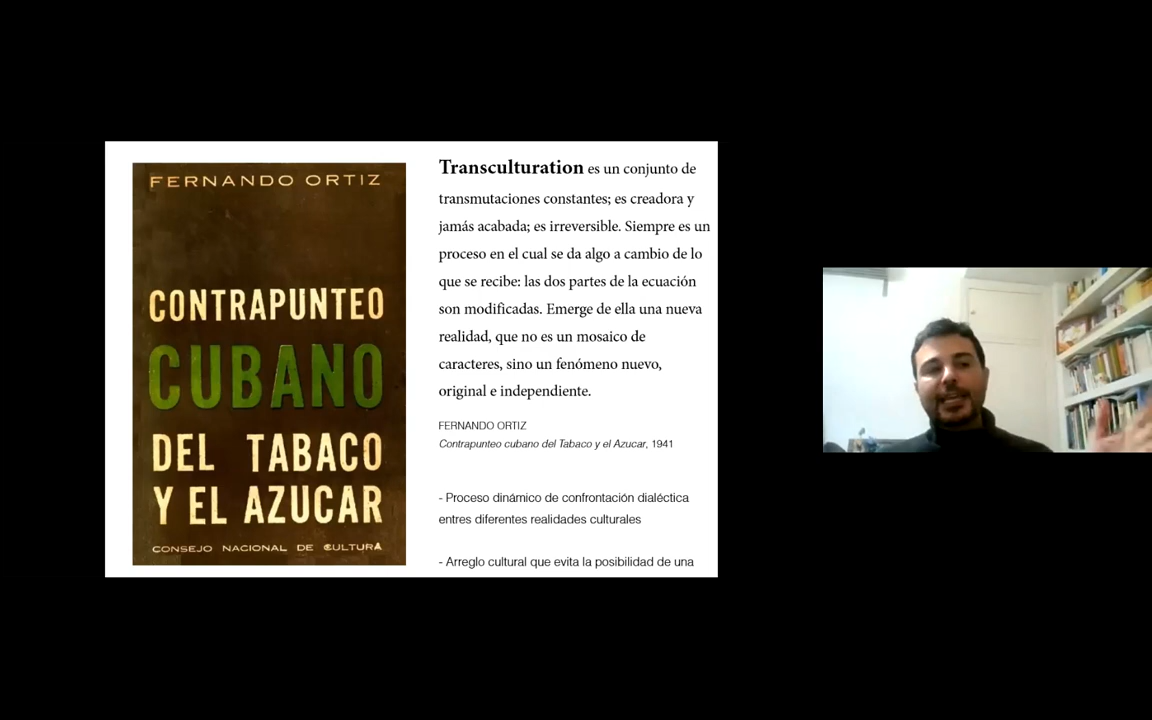 FERNANDO ORTIZ
CONTRAPUNTEO
CUBANO
DEL TABACO
Y EL AZUCAR
CONSEJO NACIONAL DE CULTURA
Transculturation es un conjunto de
transmutaciones constantes; es creadora y
jamás acabada; es irreversible. Siempre es un
proceso en el cual se da algo a cambio de lo
que se recibe: las dos partes de la ecuación
son modificadas. Emerge de ella una nueva
realidad, que no es un mosaico de
caracteres, sino un fenómeno nuevo,
original e independiente.
FERNANDO ORTIZ
Contrapunteo cubano del Tabaco y el Azucar, 1941
- Proceso dinámico de confrontación dialéctica
entres diferentes realidades culturales
- Arreglo cultural que evita la posibilidad de una